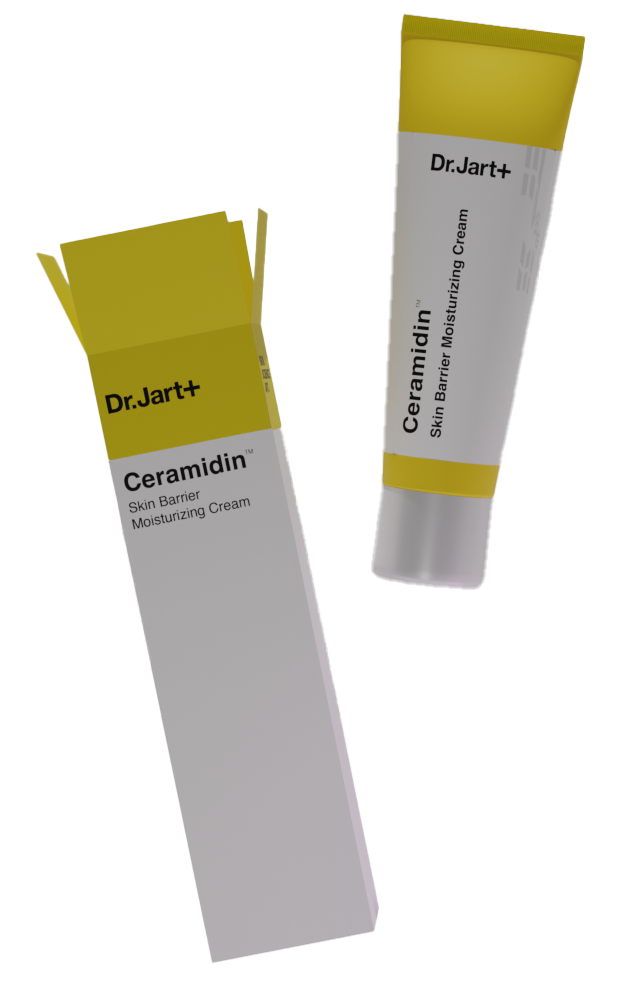 Dr.Jart+
Ceramidin™
Skin Barrier
Moisturizing Cream
Dr.Jart+
Ceramidin™
Skin Barrier Moisturizing Cream